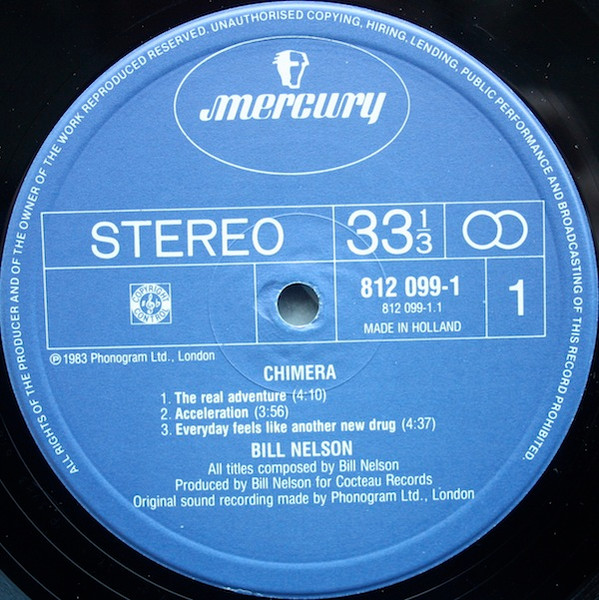 ALL RIGHTS OF THE PRODUCER AND OF THE OWNER OF THE WORK REPRODUCED RESERVED. UNAUTHORISED COPYING, HIRING, LENDING, PUBLIC PERFORMANCE AND BROADCASTING OF THIS RECORD PROHIBITED.
mercury
STEREO
33 1/3
812 099-1
812 099-1.1
MADE IN HOLLAND
1
COPYRIGHT CONTROL
℗ 1983 Phonogram Ltd., London
CHIMERA
1. The real adventure (4:10)
2. Acceleration (3:56)
3. Everyday feels like another new drug (4:37)
BILL NELSON
All titles composed by Bill Nelson
Produced by Bill Nelson for Cocteau Records
Original sound recording made by Phonogram Ltd., London